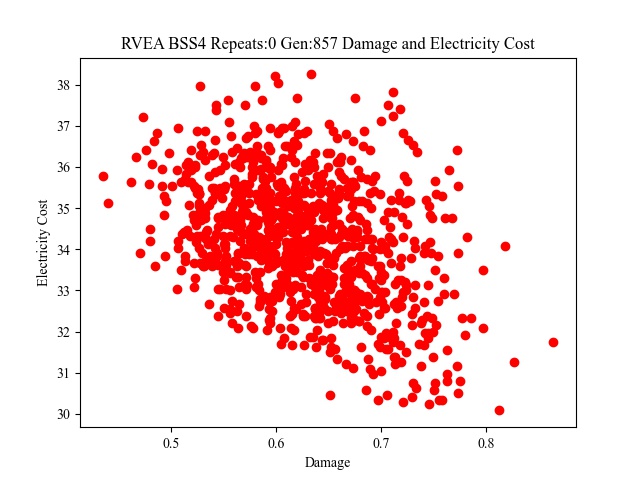 RVEA BSS4 Repeats:0 Gen:857 Damage and Electricity Cost
38
37
36
35
34
33
32
31
30
Electricity Cost
0.5 0.6 0.7 0.8
Damage